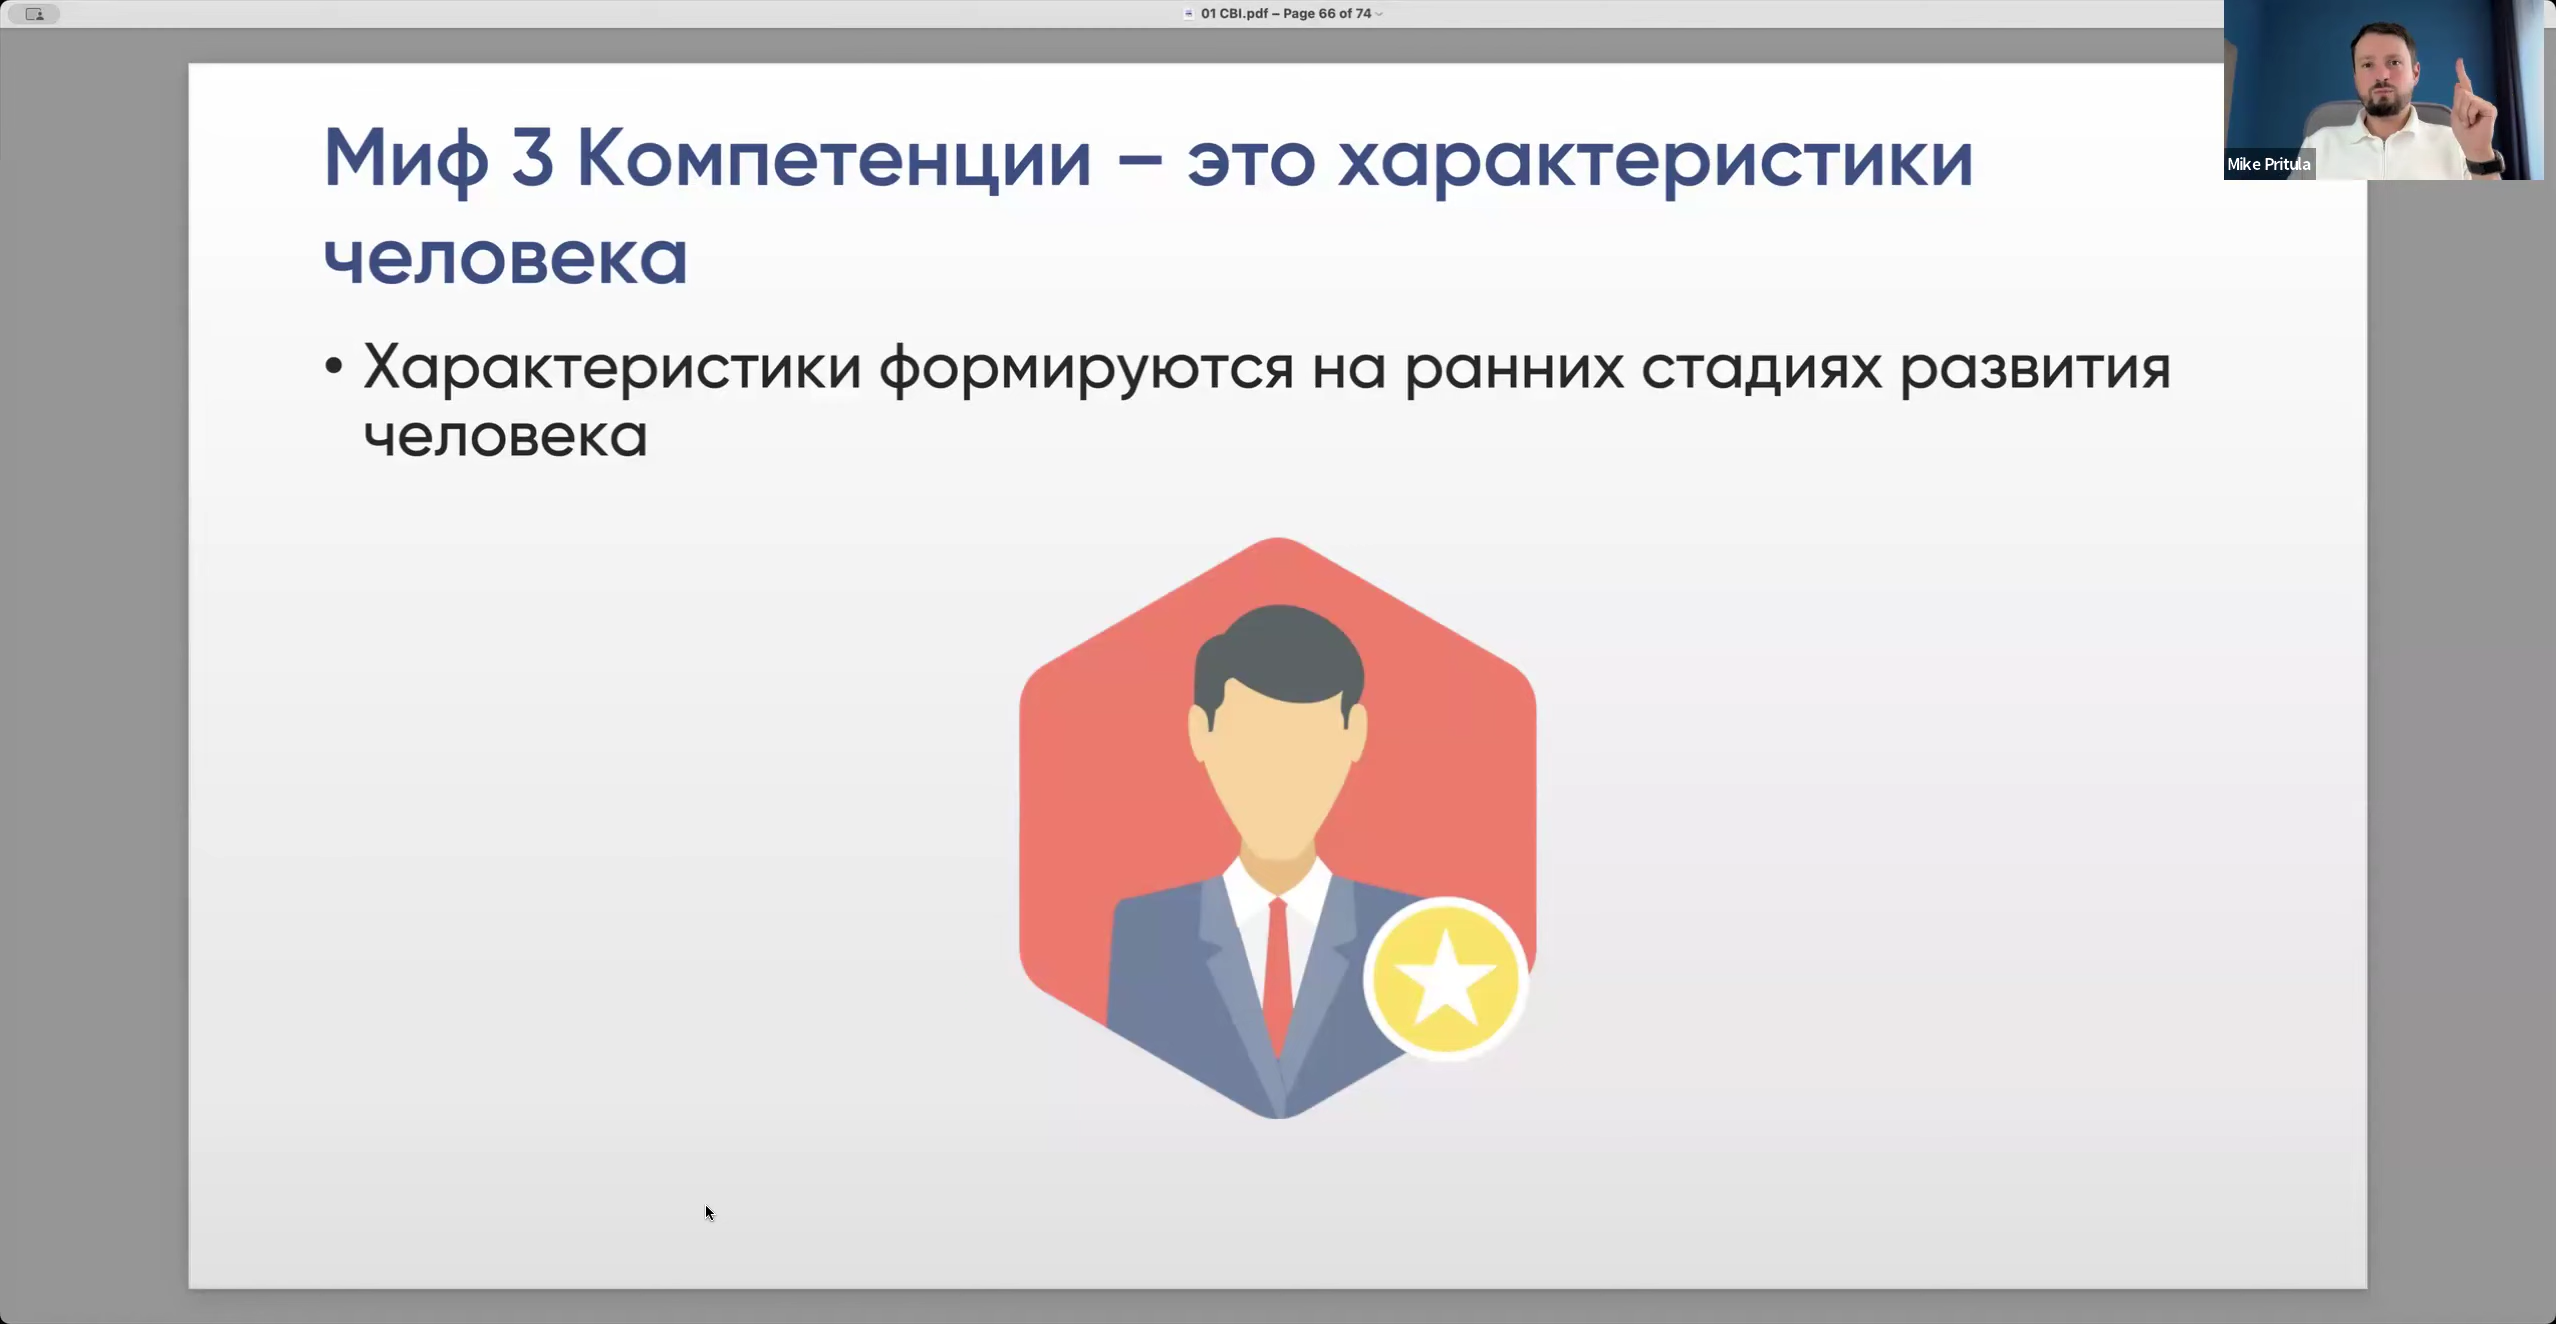 01 CBI.pdf – Page 66 of 74
Mike Pritula
Миф 3 Компетенции – это характеристики
человека
• Характеристики формируются на ранних стадиях развития
человека